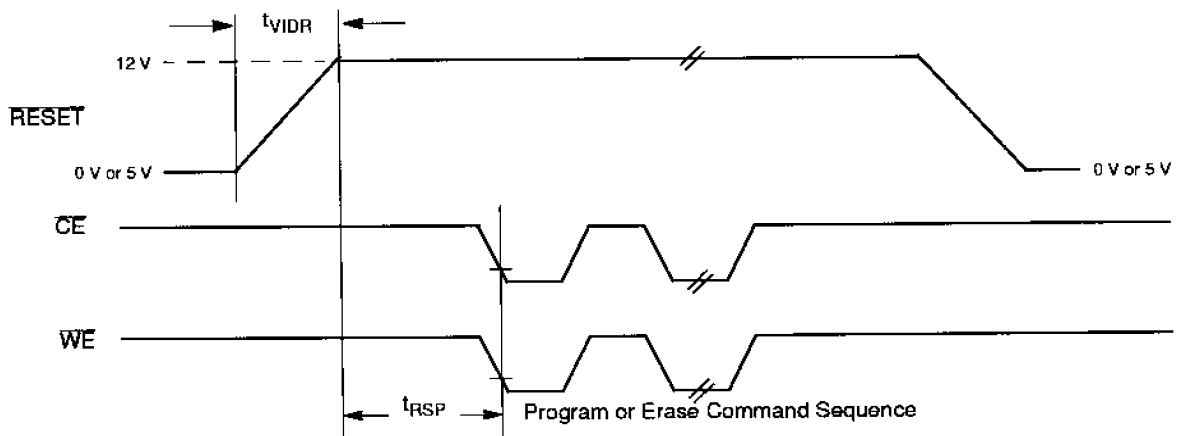 tVIDR
12 V
RESET
0 V or 5 V
0 V or 5 V
CE
WE
tRSP
Program or Erase Command Sequence